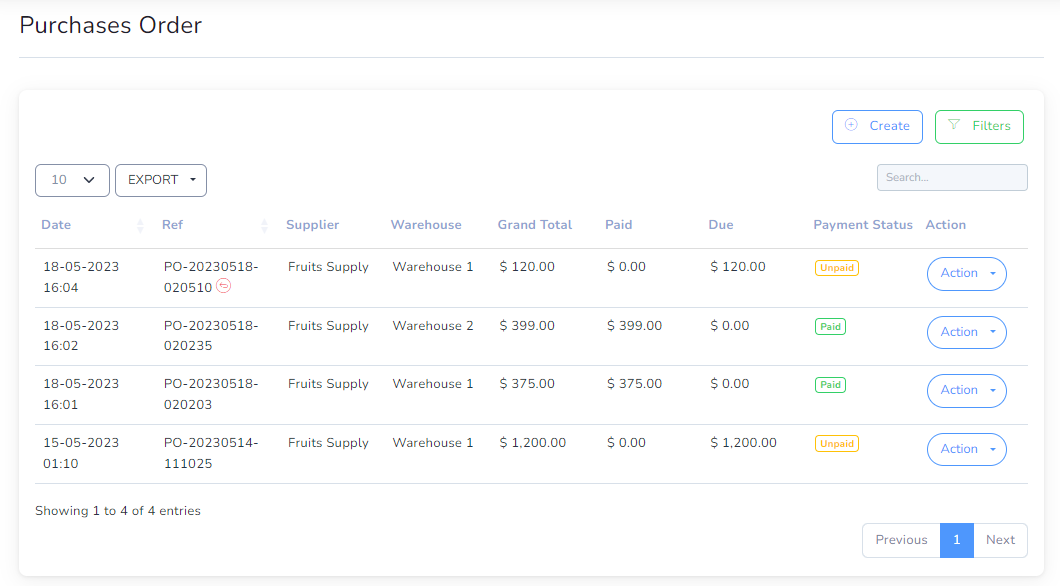 Purchases Order
Create Filters
10 EXPORT Search...
Date Ref Supplier Warehouse Grand Total Paid Due Payment Status Action
18-05-2023 PO-20230518- Fruits Supply Warehouse 1 $ 120.00 $ 0.00 $ 120.00 Unpaid Action
16:04 020510
18-05-2023 PO-20230518- Fruits Supply Warehouse 2 $ 399.00 $ 399.00 $ 0.00 Paid Action
16:02 020235
18-05-2023 PO-20230518- Fruits Supply Warehouse 1 $ 375.00 $ 375.00 $ 0.00 Paid Action
16:01 020203
15-05-2023 PO-20230514- Fruits Supply Warehouse 1 $ 1,200.00 $ 0.00 $ 1,200.00 Unpaid Action
01:10 111025
Showing 1 to 4 of 4 entries
Previous 1 Next